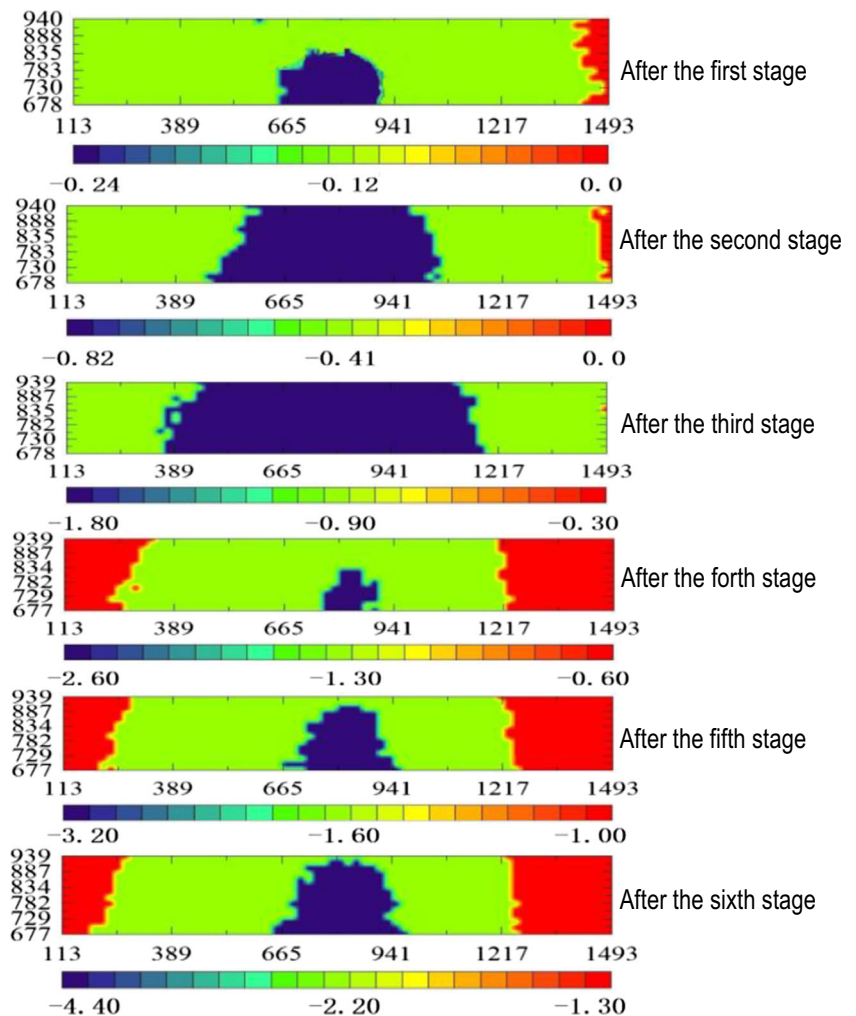 940
888
835
783
730
678
113 389 665 941 1217 1493
After the first stage
−0.24 −0.12 0.0
940
888
835
783
730
678
113 389 665 941 1217 1493
After the second stage
−0.82 −0.41 0.0
939
887
835
782
730
678
113 389 665 941 1217 1493
After the third stage
−1.80 −0.90 −0.30
939
887
834
782
729
677
113 389 665 941 1217 1493
After the forth stage
−2.60 −1.30 −0.60
939
887
834
782
729
677
113 389 665 941 1217 1493
After the fifth stage
−3.20 −1.60 −1.00
939
887
834
782
729
677
113 389 665 941 1217 1493
After the sixth stage
−4.40 −2.20 −1.30